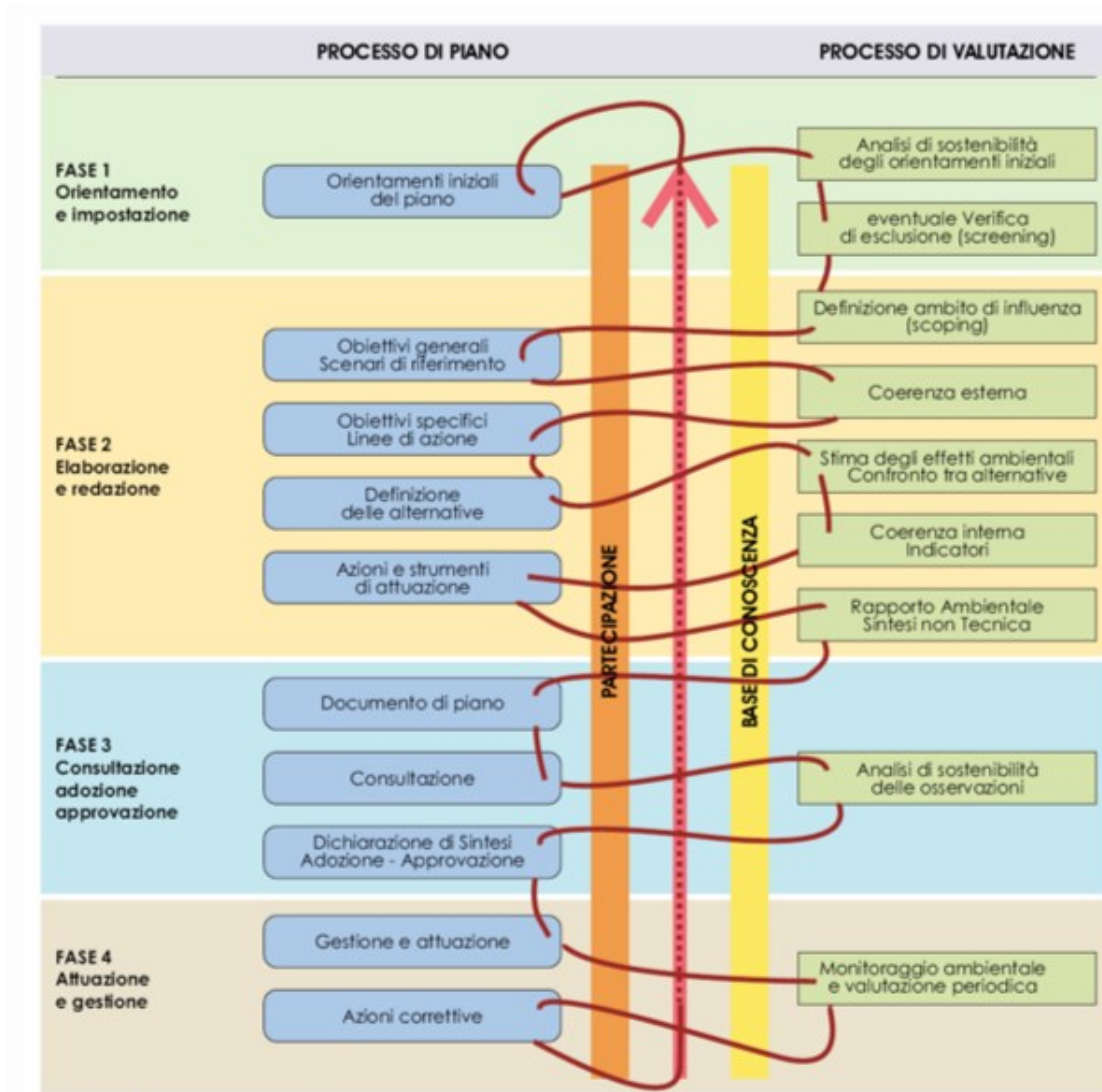 PROCESSO DI PIANO
PROCESSO DI VALUTAZIONE
FASE 1
Orientamento
e impostazione
Orientamenti iniziali
del piano
Analisi di sostenibilità
degli orientamenti iniziali
eventuale Verifica
di esclusione (screening)
FASE 2
Elaborazione
e redazione
Obiettivi generali
Scenari di riferimento
Obiettivi specifici
Linee di azione
Definizione
delle alternative
Azioni e strumenti
di attuazione
Definizione ambito di influenza
(scoping)
Coerenza esterna
Stima degli effetti ambientali
Confronto tra alternative
Coerenza interna
Indicatori
Rapporto Ambientale
Sintesi non Tecnica
PARTECIPAZIONE
BASE DI CONOSCENZA
FASE 3
Consultazione
adozione
approvazione
Documento di piano
Consultazione
Dichiarazione di Sintesi
Adozione - Approvazione
Analisi di sostenibilità
delle osservazioni
FASE 4
Attuazione
e gestione
Gestione e attuazione
Azioni correttive
Monitoraggio ambientale
e valutazione periodica